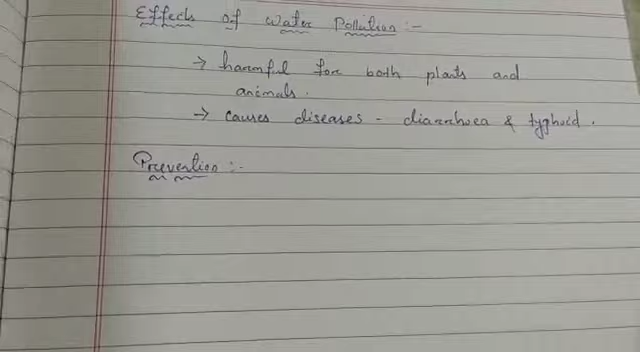 Effects of Water Pollution :-
→ harmful for both plants and
animals.
→ causes diseases - diarrhoea & typhoid.
Prevention :-